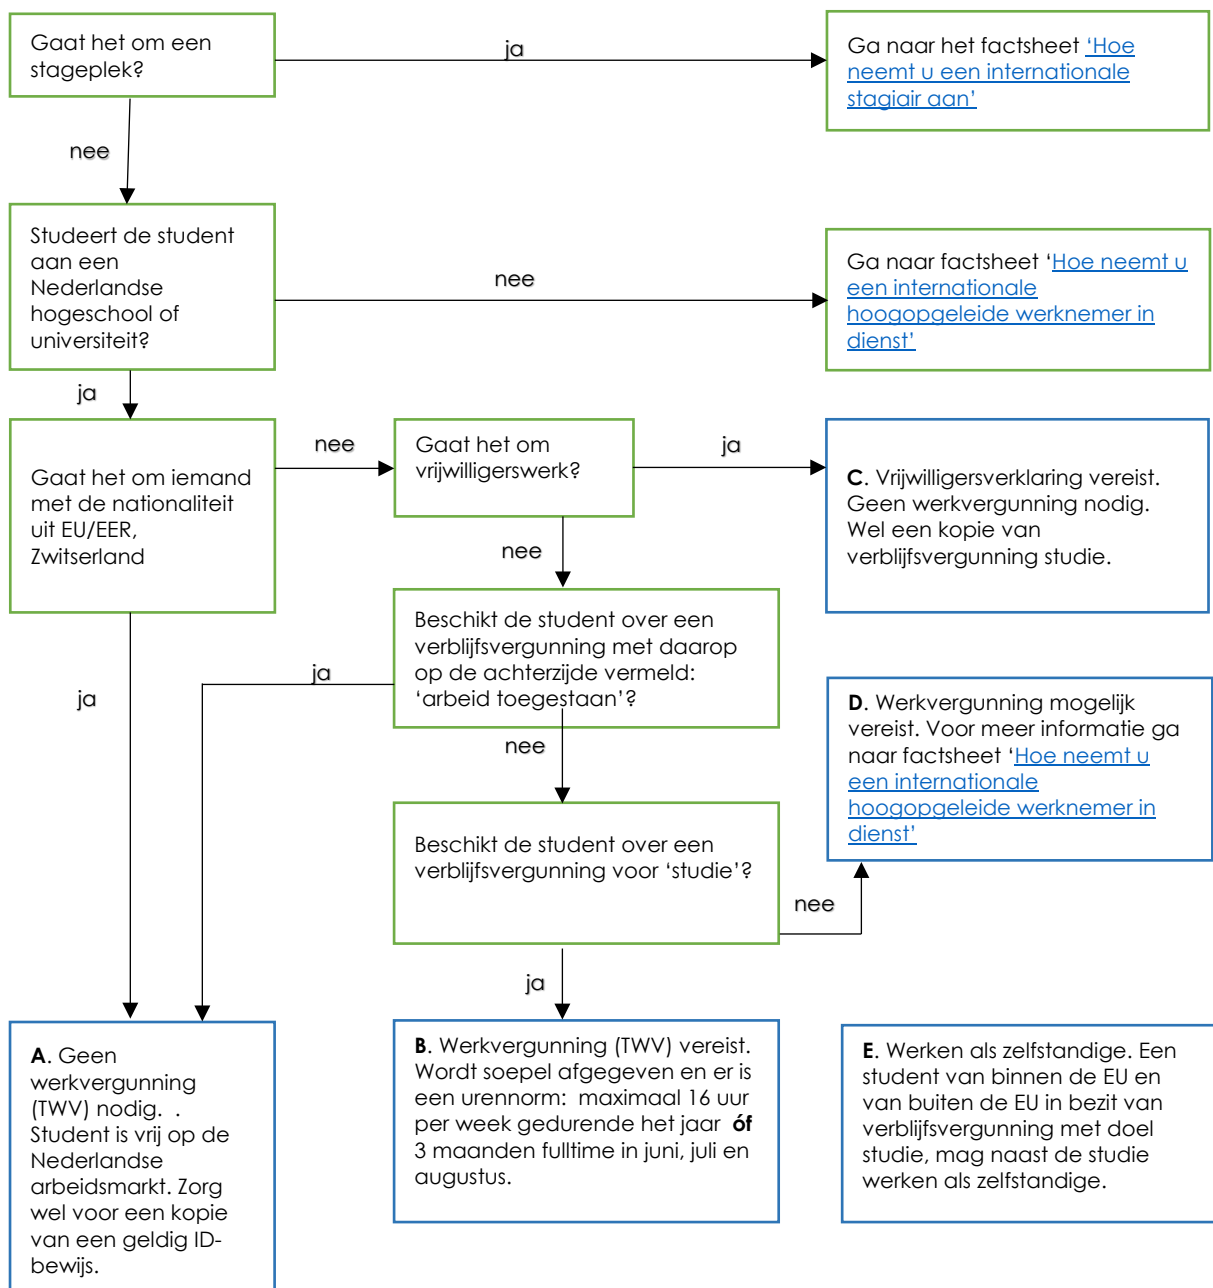 Gaat het om een
stageplek?
ja
Ga naar het factsheet ‘Hoe
neemt u een internationale
stagiair aan’
nee
Studeert de student
aan een
Nederlandse
hogeschool of
universiteit?
nee
Ga naar factsheet ‘Hoe neemt u
een internationale
hoogopgeleide werknemer in
dienst’
ja
Gaat het om iemand
met de nationaliteit
uit EU/EER,
Zwitserland
nee
Gaat het om
vrijwilligerswerk?
ja
C. Vrijwilligersverklaring vereist.
Geen werkvergunning nodig.
Wel een kopie van
verblijfsvergunning studie.
nee
Beschikt de student over een
verblijfsvergunning met daarop
op de achterzijde vermeld:
‘arbeid toegestaan’?
ja
ja
nee
D. Werkvergunning mogelijk
vereist. Voor meer informatie ga
naar factsheet ‘Hoe neemt u
een internationale
hoogopgeleide werknemer in
dienst’
Beschikt de student over een
verblijfsvergunning voor ‘studie’?
nee
ja
A. Geen
werkvergunning
(TWV) nodig. .
Student is vrij op de
Nederlandse
arbeidsmarkt. Zorg
wel voor een kopie
van een geldig ID-
bewijs.
B. Werkvergunning (TWV) vereist.
Wordt soepel afgegeven en er is
een urennorm: maximaal 16 uur
per week gedurende het jaar óf
3 maanden fulltime in juni, juli en
augustus.
E. Werken als zelfstandige. Een
student van binnen de EU en
van buiten de EU in bezit van
verblijfsvergunning met doel
studie, mag naast de studie
werken als zelfstandige.